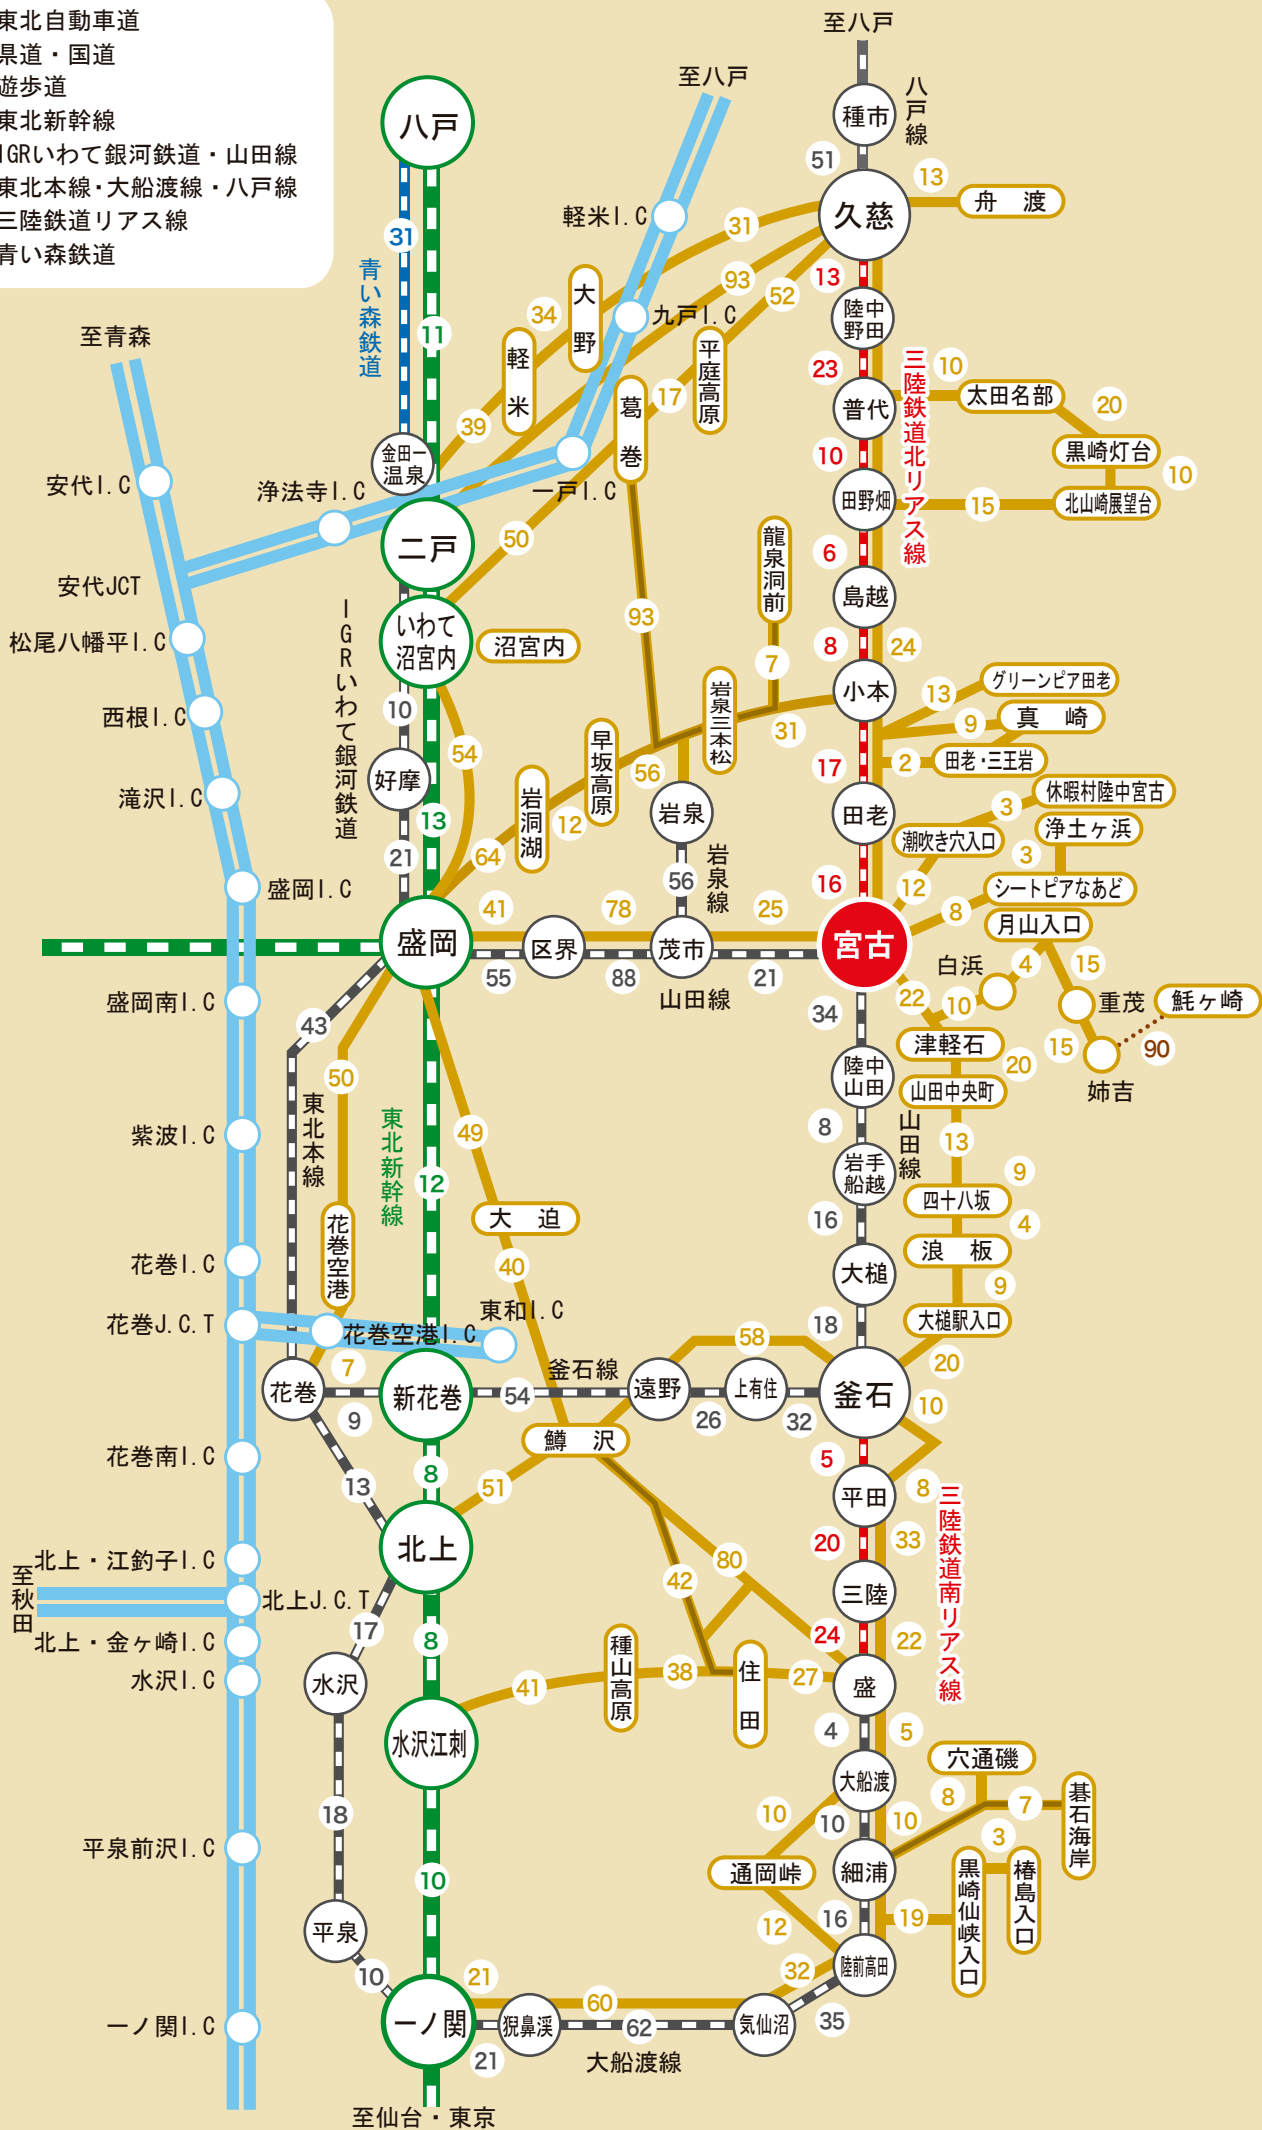 東北自動車道
県道・国道
遊歩道
東北新幹線
IGRいわて銀河鉄道・山田線
東北本線・大船渡線・八戸線
三陸鉄道リアス線
青い森鉄道
至八戸
八戸線
種市
51
久慈
13
舟 渡
至八戸
軽米I.C
31
大野
34
軽米
39
93
52
九戸I.C
平庭高原
17
葛巻
一戸I.C
50
八戸
31
青い森鉄道
11
金田一温泉
浄法寺I.C
二戸
いわて沼宮内
沼宮内
IGRいわて銀河鉄道
10
54
好摩
13
21
至青森
安代I.C
安代JCT
松尾八幡平I.C
西根I.C
滝沢I.C
盛岡I.C
盛岡南I.C
紫波I.C
花巻I.C
花巻J.C.T
花巻空港I.C
東和I.C
花巻南I.C
北上・江釣子I.C
至秋田
北上J.C.T
北上・金ヶ崎I.C
水沢I.C
平泉前沢I.C
一ノ関I.C
13
陸中野田
23
三陸鉄道北リアス線
普代
10
太田名部
20
黒崎灯台
10
北山崎展望台
15
10
田野畑
6
島越
8
24
小本
17
田老
16
93
龍泉洞前
7
岩泉三本松
31
56
早坂高原
12
岩洞湖
64
岩泉
岩泉線
56
13
グリーンピア田老
9
真 崎
2
田老・三王岩
休暇村陸中宮古
3
潮吹き穴入口
12
浄土ヶ浜
3
シートピアなあど
8
盛岡
41
55
区界
78
88
茂市
25
21
山田線
宮古
月山入口
白浜
4
10
22
15
重茂
15
姉吉
90
魹ヶ崎
津軽石
20
山田中央町
13
四十八坂
9
4
浪 板
9
大槌駅入口
20
34
陸中山田
山田線
8
岩手船越
16
大槌
18
釜石
43
50
東北本線
花巻空港
7
花巻
9
東北新幹線
12
49
大 迫
40
新花巻
54
釜石線
遠野
58
26
上有住
32
鱒 沢
51
13
8
北上
17
8
水沢
18
平泉
10
水沢江刺
10
一ノ関
41
種山高原
38
住田
27
42
80
10
8
5
平田
33
20
三陸
22
24
三陸鉄道南リアス線
盛
4
5
大船渡
10
10
10
通岡峠
12
細浦
16
19
穴通磯
8
7
碁石海岸
3
椿島入口
黒崎仙峡入口
陸前高田
32
35
気仙沼
60
62
大船渡線
猊鼻渓
21
21
至仙台・東京